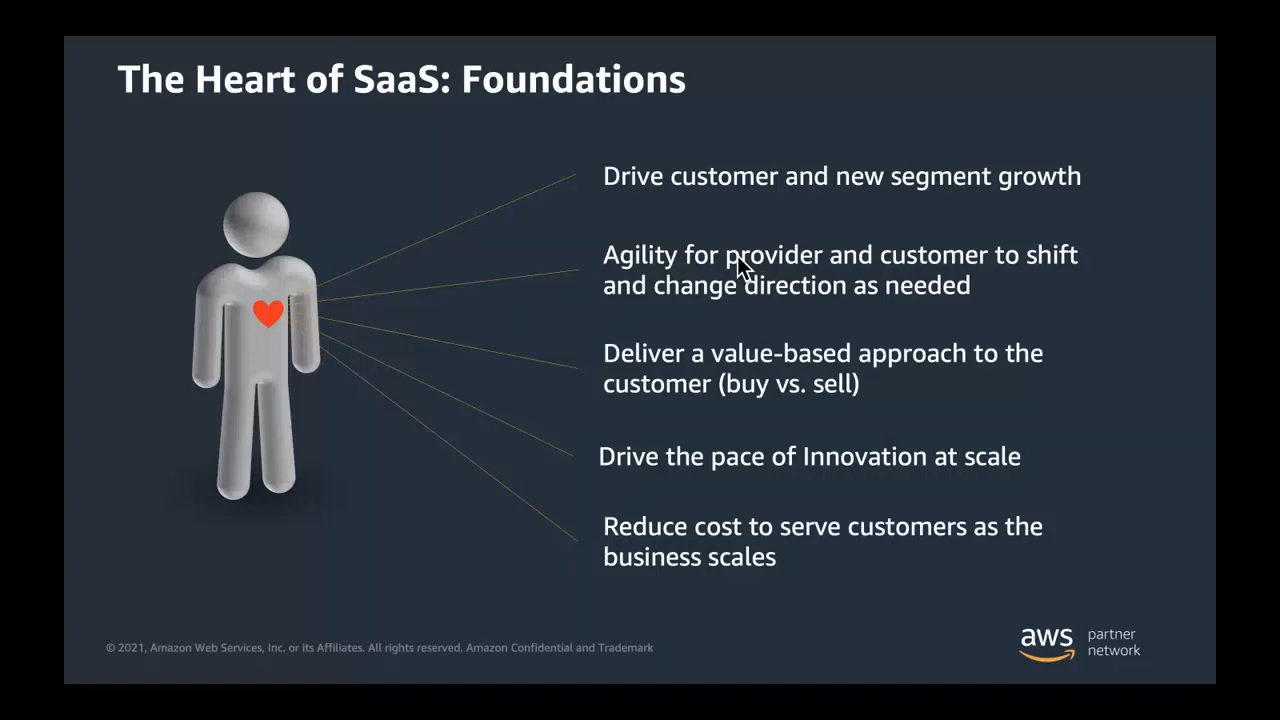 The Heart of SaaS: Foundations
Drive customer and new segment growth
Agility for provider and customer to shift
and change direction as needed
Deliver a value-based approach to the
customer (buy vs. sell)
Drive the pace of Innovation at scale
Reduce cost to serve customers as the
business scales
© 2021, Amazon Web Services, Inc. or its Affiliates. All rights reserved. Amazon Confidential and Trademark
aws
partner
network